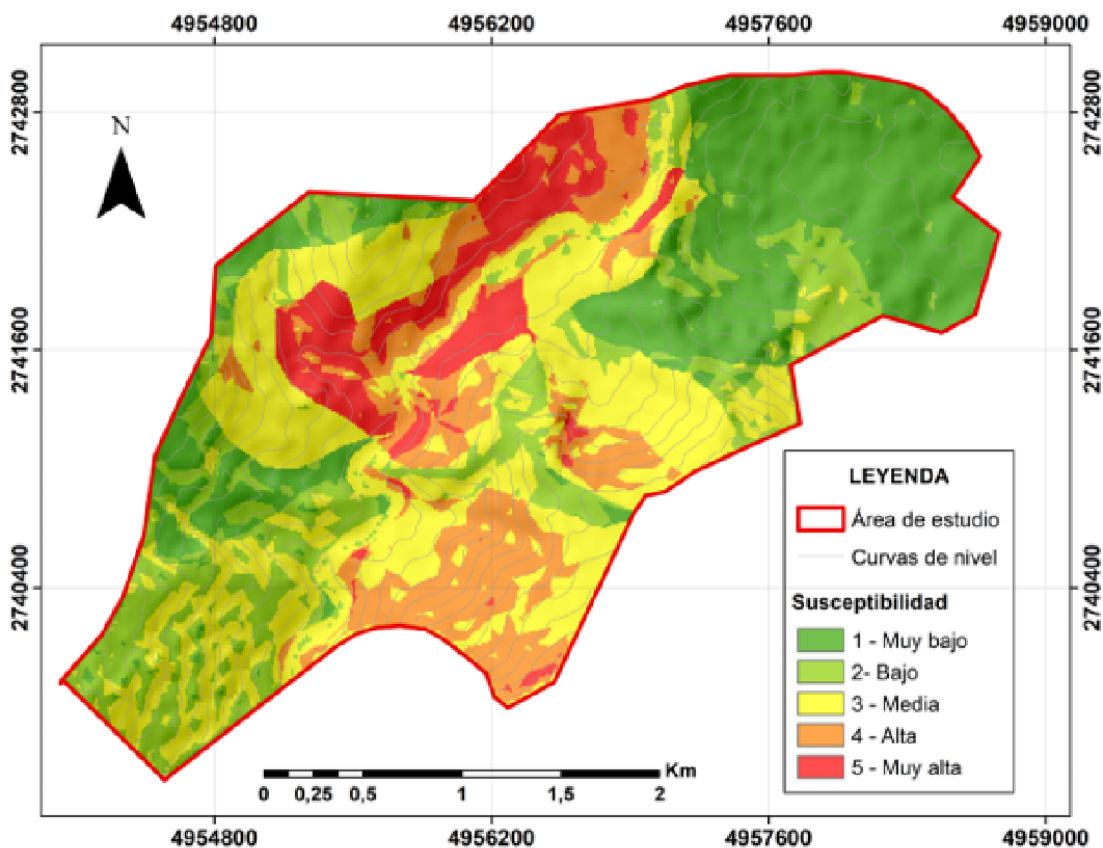 4954800 4956200 4957600 4959000
2742800 2742800
N
2741600 2741600
LEYENDA
Área de estudio
Curvas de nivel
2740400 2740400
Susceptibilidad
1 - Muy bajo
2- Bajo
3 - Media
4 - Alta
5 - Muy alta
Km
0 0,25 0,5 1 1,5 2
4954800 4956200 4957600 4959000